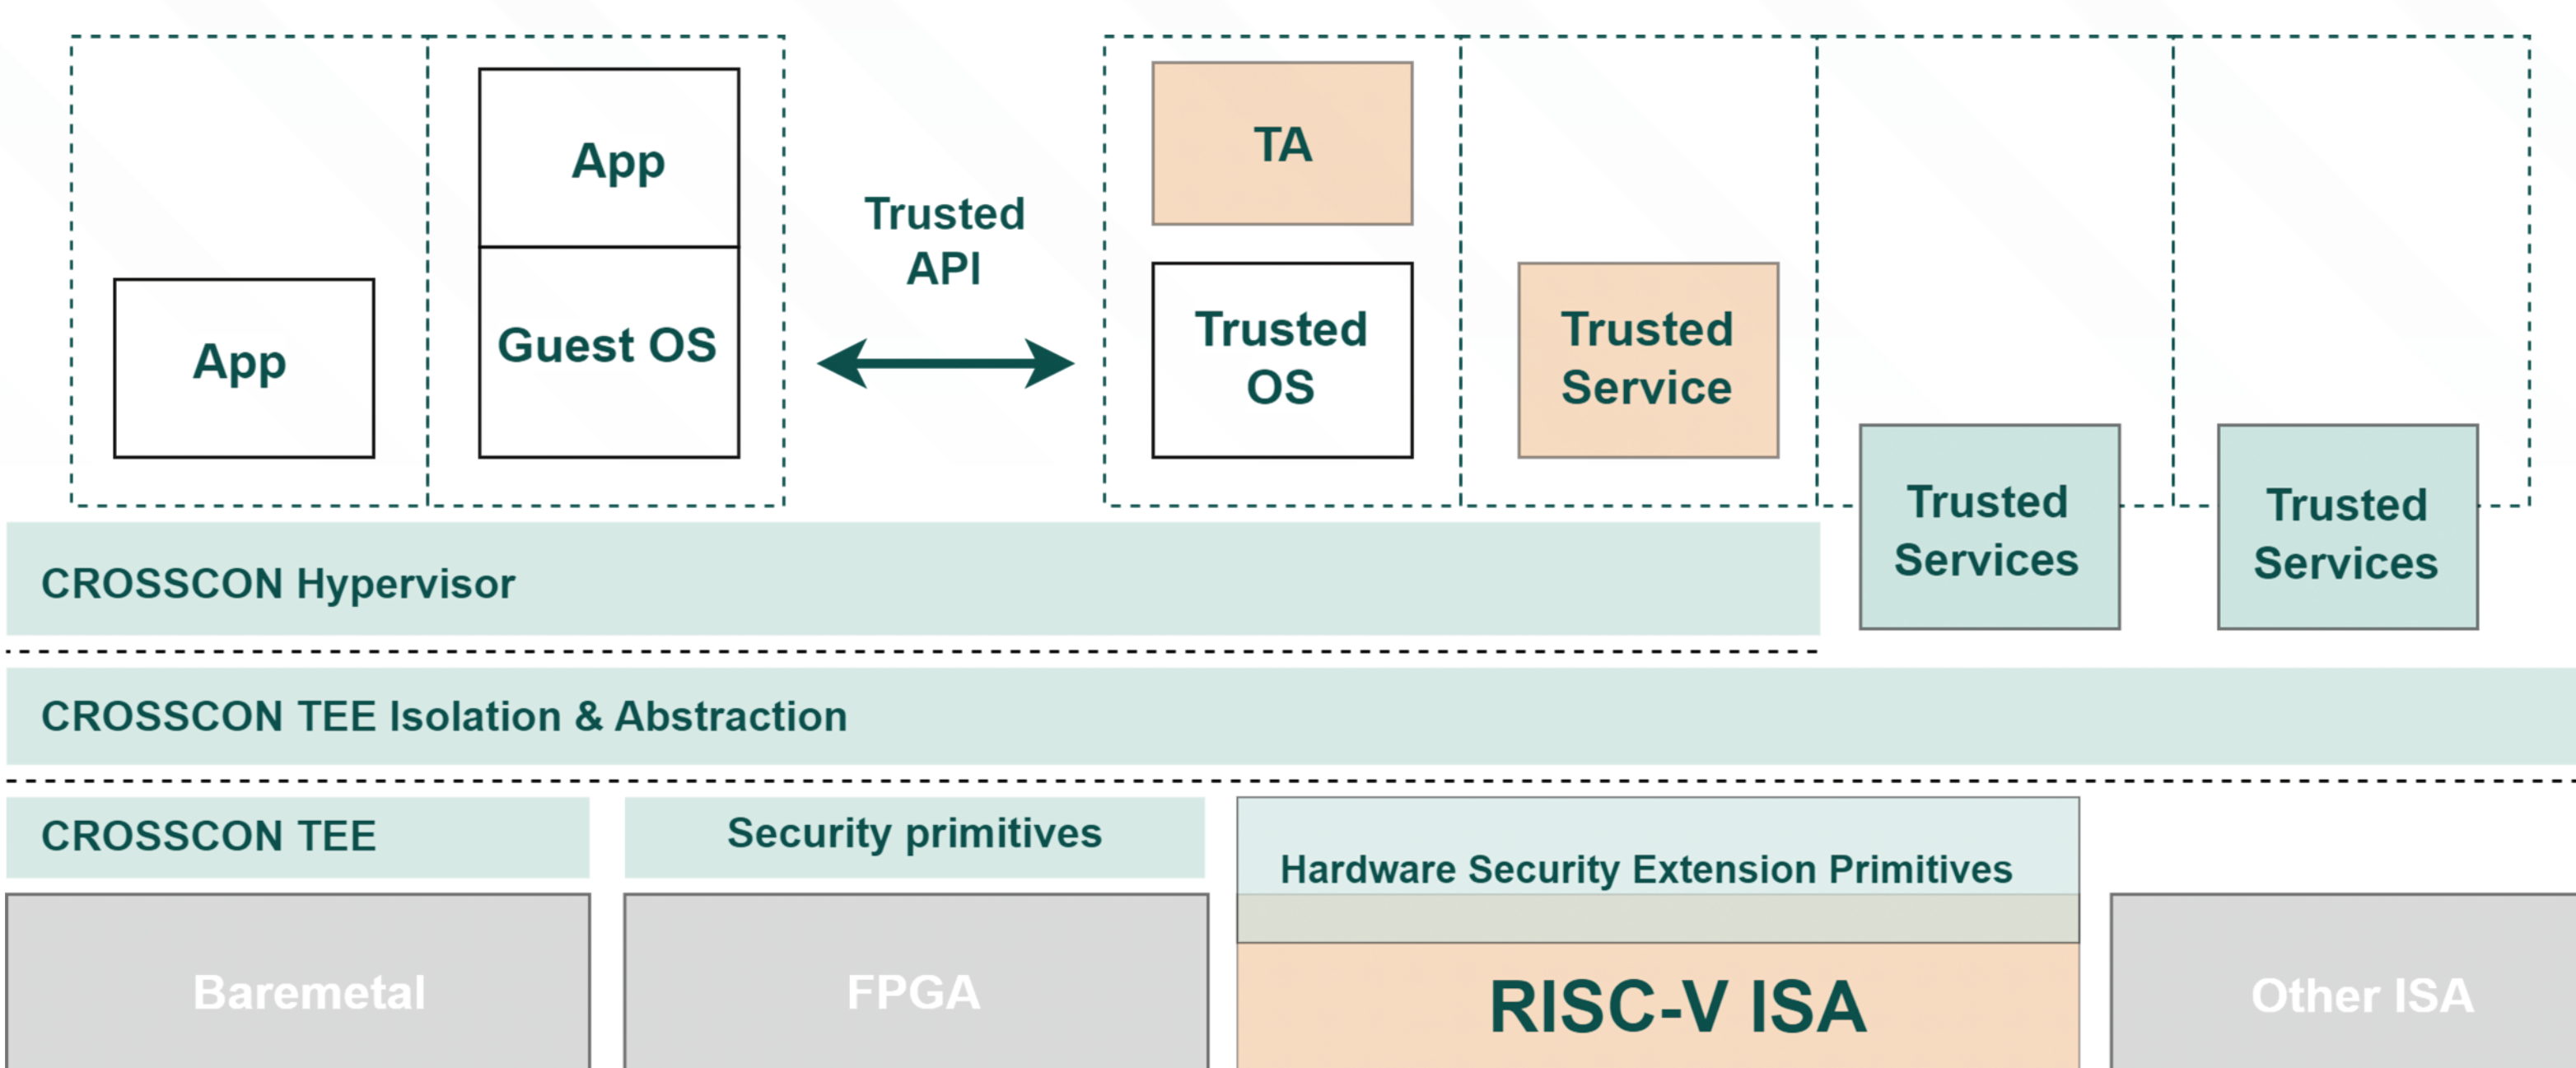 App
App
Guest OS
Trusted
API
TA
Trusted
OS
Trusted
Service
Trusted
Services
Trusted
Services
CROSSCON Hypervisor
CROSSCON TEE Isolation & Abstraction
CROSSCON TEE
Security primitives
Hardware Security Extension Primitives
Baremetal
FPGA
RISC-V ISA
Other ISA